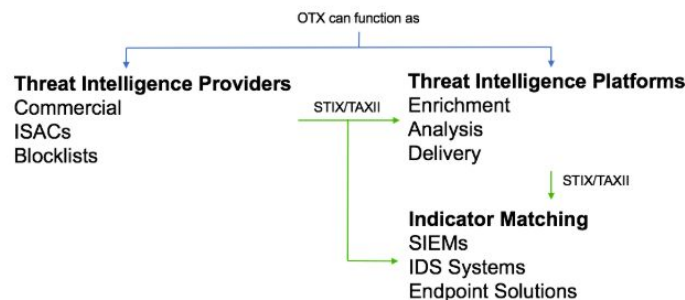 OTX can function as
Threat Intelligence Providers
Commercial
ISACs
Blocklists
STIX/TAXII
Threat Intelligence Platforms
Enrichment
Analysis
Delivery
STIX/TAXII
Indicator Matching
SIEMs
IDS Systems
Endpoint Solutions